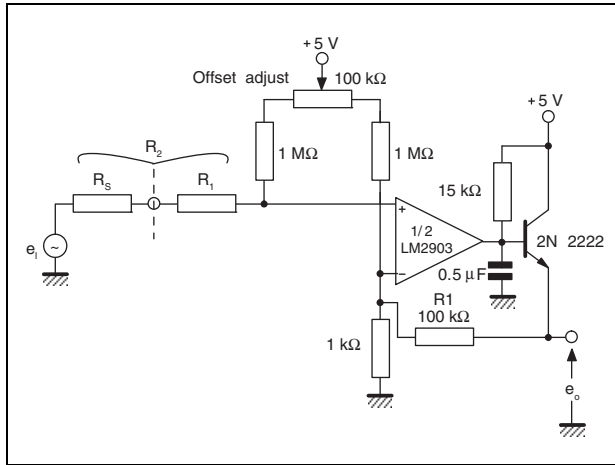 +5 V
Offset adjust 100 kΩ
+5 V
R2
1 MΩ
1 MΩ
15 kΩ
RS
R1
+
1/2
LM2903
2N 2222
eI
~
−
0.5 μF
R1
100 kΩ
1 kΩ
eo